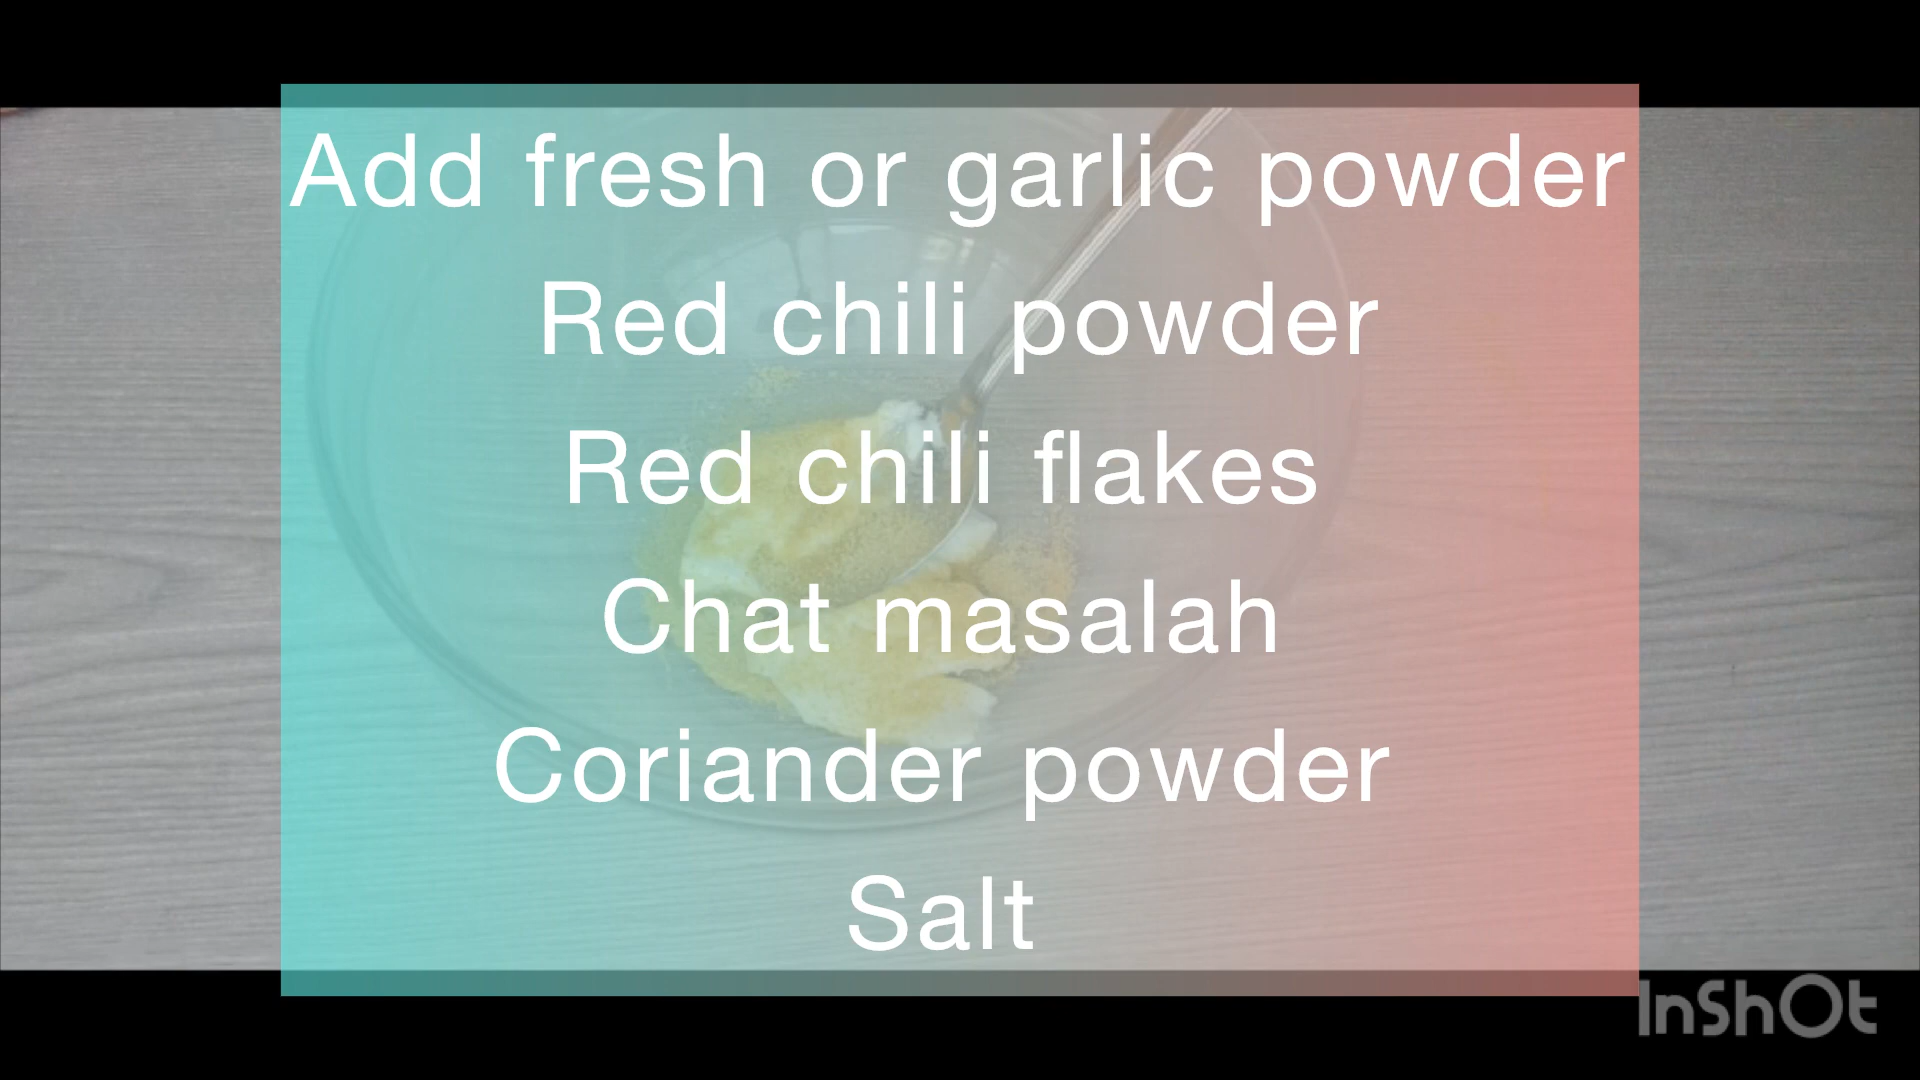 Add fresh or garlic powder
Red chili powder
Red chili flakes
Chat masalah
Coriander powder
Salt
InShOt